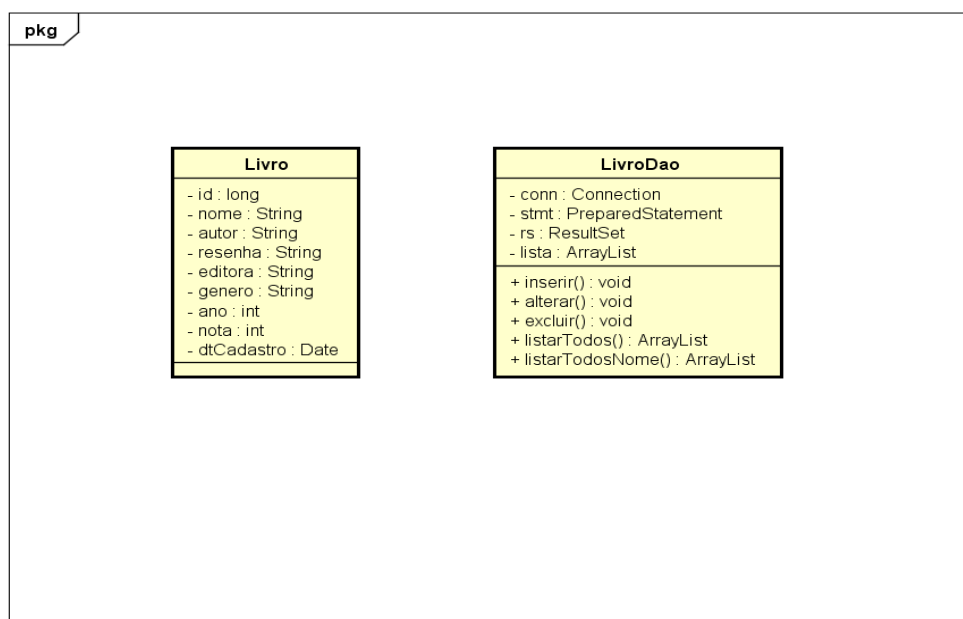 pkg
Livro
- id : long
- nome : String
- autor : String
- resenha : String
- editora : String
- genero : String
- ano : int
- nota : int
- dtCadastro : Date
LivroDao
- conn : Connection
- stmt : PreparedStatement
- rs : ResultSet
- lista : ArrayList
+ inserir() : void
+ alterar() : void
+ excluir() : void
+ listarTodos() : ArrayList
+ listarTodosNome() : ArrayList